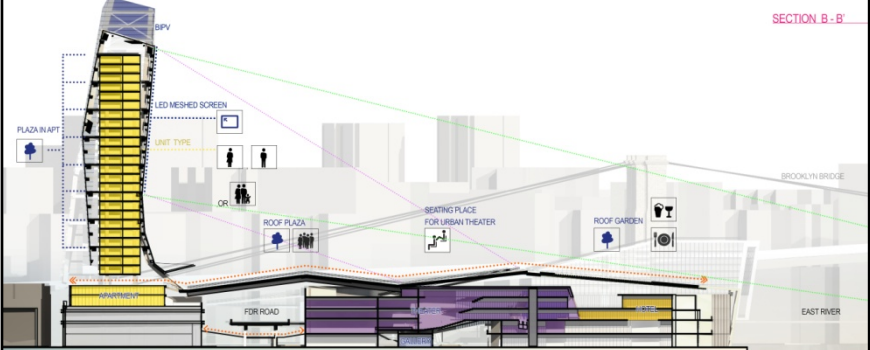 SECTION B - B'
BIPV
LED MESHED SCREEN
PLAZA IN APT
UNIT TYPE
BROOKLYN BRIDGE
OR
SEATING PLACE
FOR URBAN THEATER
ROOF PLAZA
ROOF GARDEN
APARTMENT
FDR ROAD
HOTEL
EAST RIVER